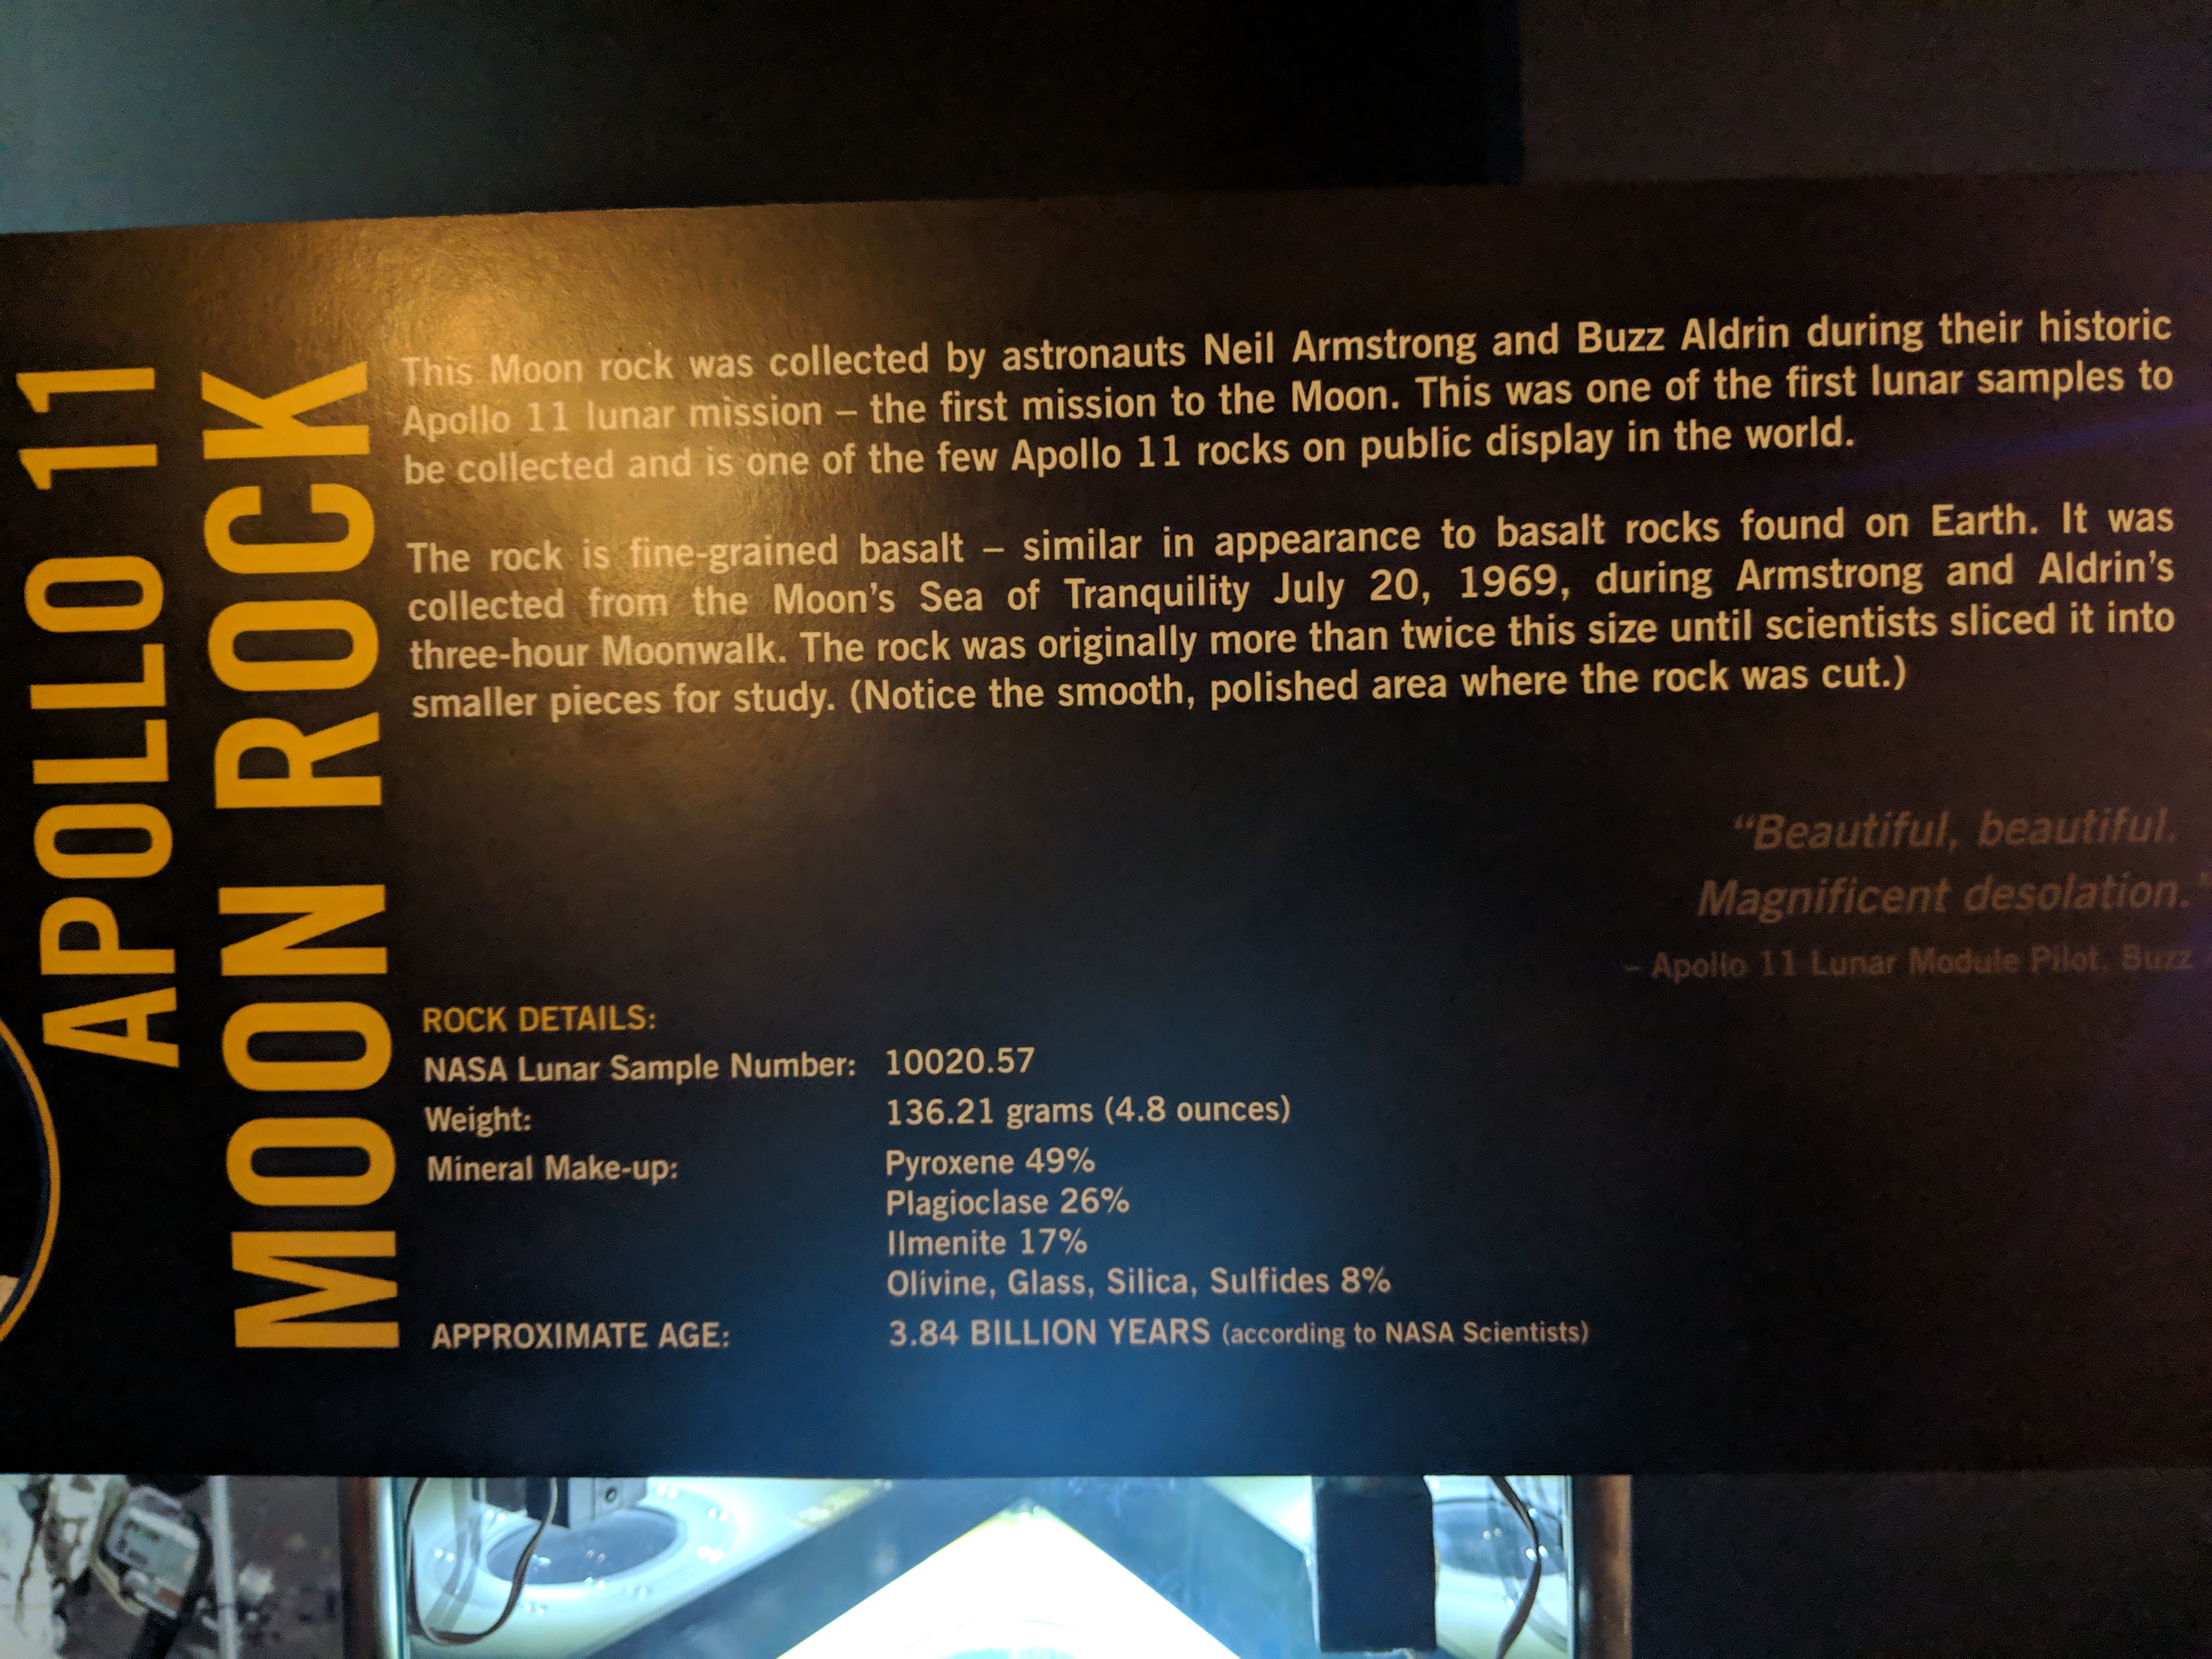 APOLLO 11
MOON ROCK
This Moon rock was collected by astronauts Neil Armstrong and Buzz Aldrin during their historic
Apollo 11 lunar mission – the first mission to the Moon. This was one of the first lunar samples to
be collected and is one of the few Apollo 11 rocks on public display in the world.
The rock is fine-grained basalt – similar in appearance to basalt rocks found on Earth. It was
collected from the Moon's Sea of Tranquility July 20, 1969, during Armstrong and Aldrin's
three-hour Moonwalk. The rock was originally more than twice this size until scientists sliced it into
smaller pieces for study. (Notice the smooth, polished area where the rock was cut.)
“Beautiful, beautiful.
Magnificent desolation.”
– Apollo 11 Lunar Module Pilot, Buzz
ROCK DETAILS:
NASA Lunar Sample Number: 10020.57
Weight: 136.21 grams (4.8 ounces)
Mineral Make-up: Pyroxene 49%
Plagioclase 26%
Ilmenite 17%
Olivine, Glass, Silica, Sulfides 8%
APPROXIMATE AGE: 3.84 BILLION YEARS (according to NASA Scientists)